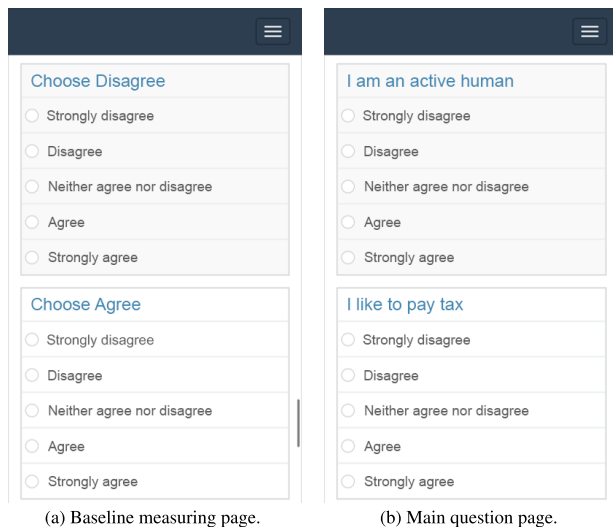 Choose Disagree
Strongly disagree
Disagree
Neither agree nor disagree
Agree
Strongly agree
Choose Agree
Strongly disagree
Disagree
Neither agree nor disagree
Agree
Strongly agree
(a) Baseline measuring page.
I am an active human
Strongly disagree
Disagree
Neither agree nor disagree
Agree
Strongly agree
I like to pay tax
Strongly disagree
Disagree
Neither agree nor disagree
Agree
Strongly agree
(b) Main question page.